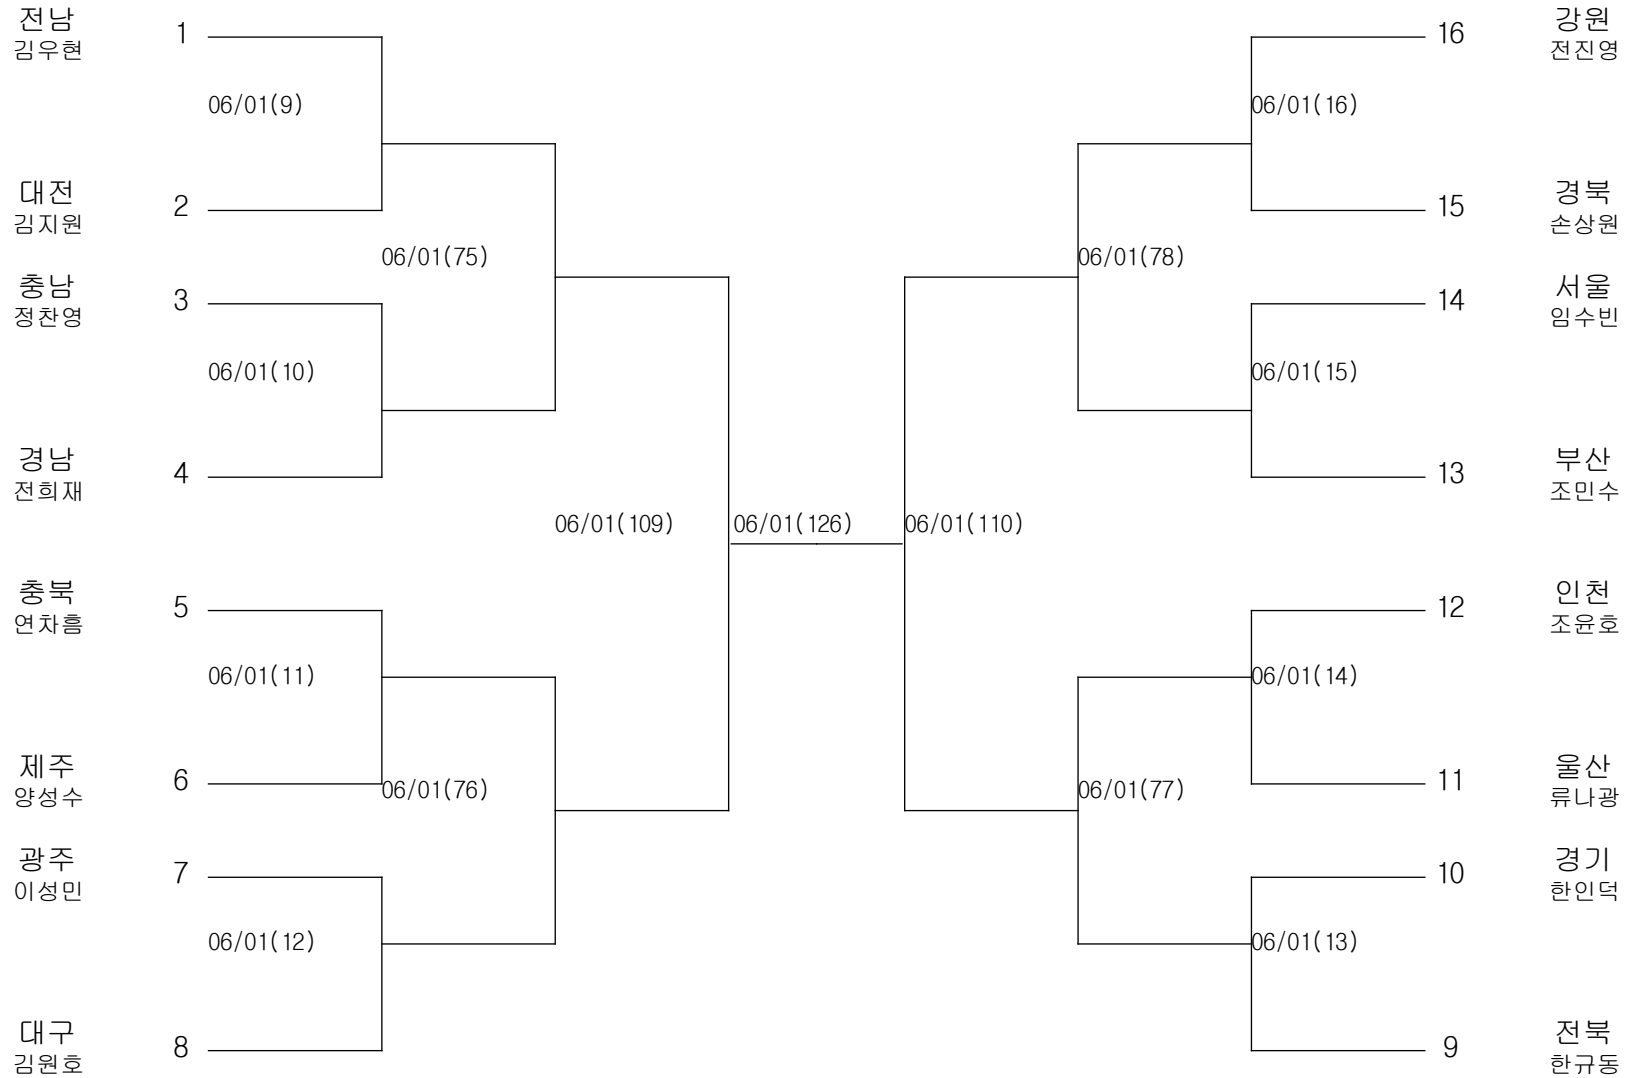 전남 1 16 강원
김우현 전진영
06/01(9) 06/01(16)
대전 2 15 경북
김지원 손상원
06/01(75) 06/01(78)
충남 3 14 서울
정찬영 임수빈
06/01(10) 06/01(15)
경남 4 13 부산
전희재 조민수
06/01(109) 06/01(126) 06/01(110)
충북 5 12 인천
연차흠 조윤호
06/01(11) 06/01(14)
제주 6 06/01(76) 06/01(77) 11 울산
양성수 류나광
광주 7 10 경기
이성민 한인덕
06/01(12) 06/01(13)
대구 8 9 전북
김원호 한규동